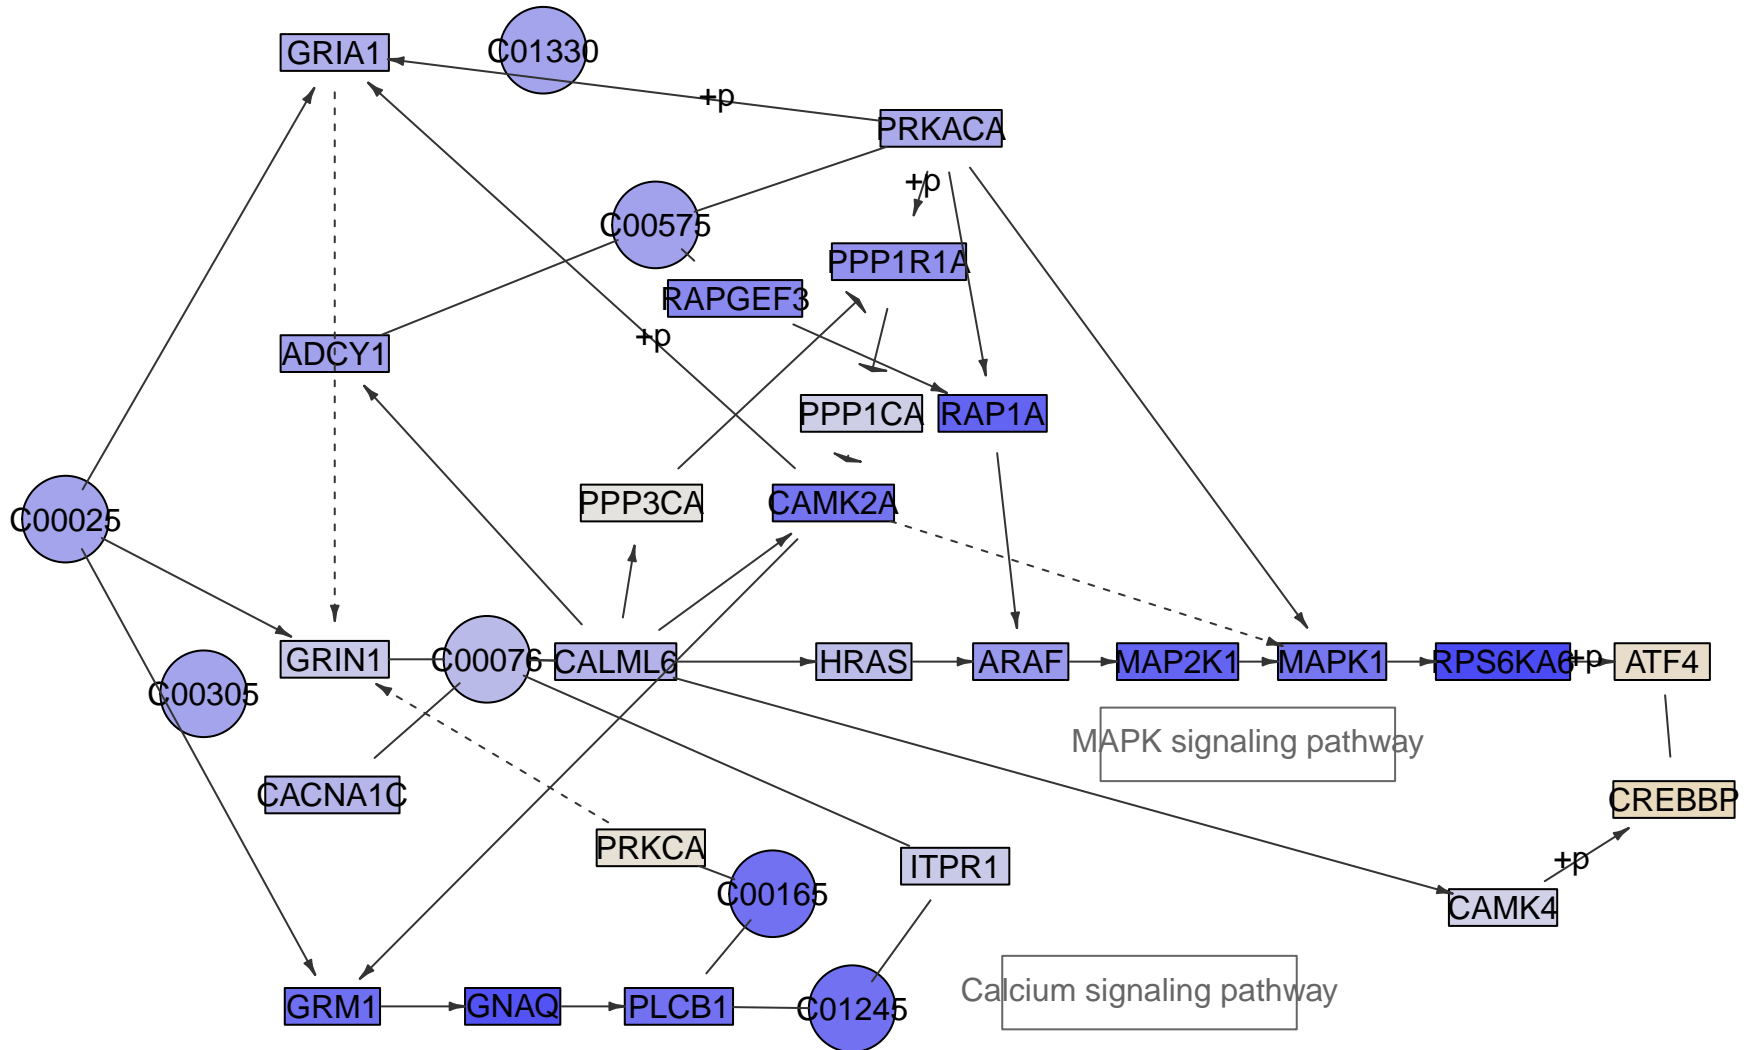 GRIA1
C01330
+p
PRKACA
+p
C00575
PPP1R1A
RAPGEF3
+p
ADCY1
PPP1CA
RAP1A
PPP3CA
CAMK2A
C00025
GRIN1
C00076
CALML6
HRAS
ARAF
MAP2K1
MAPK1
RPS6KA6
+p
ATF4
C00305
MAPK signaling pathway
CACNA1C
CREBBP
PRKCA
ITPR1
+p
C00165
CAMK4
Calcium signaling pathway
GRM1
GNAQ
PLCB1
C01245